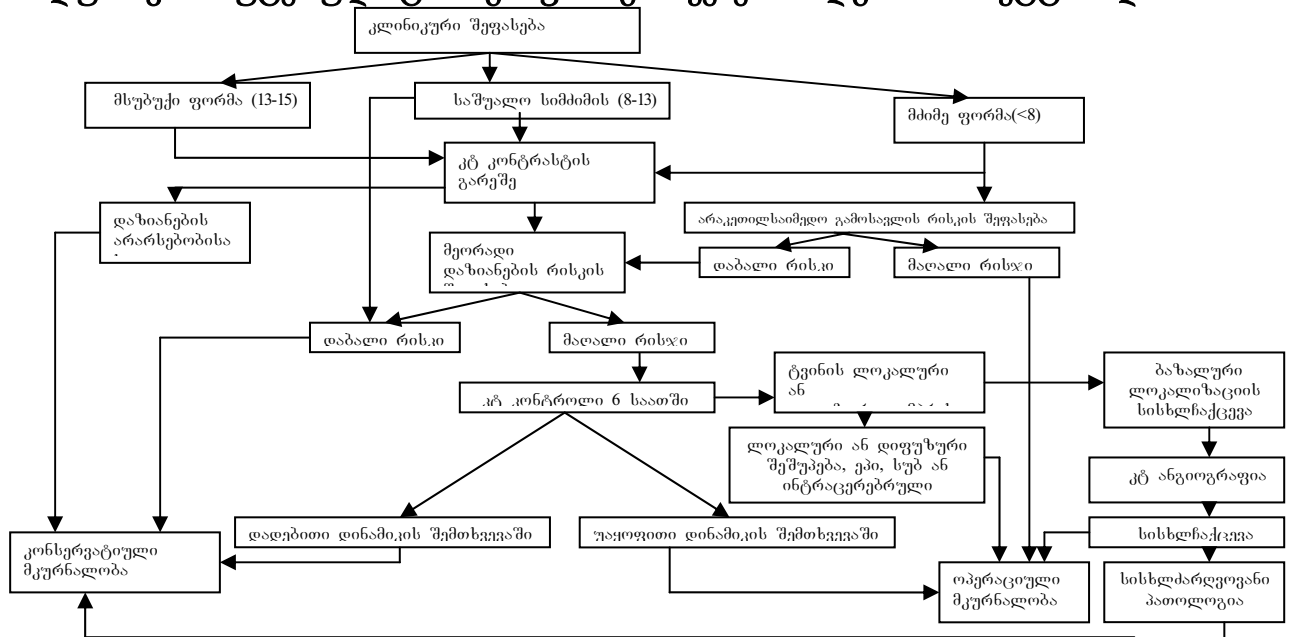 კლინიკური შეფასება
მსუბუქი ფორმა (13-15)
საშუალო სიმძიმის (8-13)
მძიმე ფორმა(<8)
კტ კონტრასტის
გარეშე
დაზიანების
არარსებობისა
არაკეთილსაიმედო გამოსავლის რისკის შეფასება
მეორადი
დაზიანების რისკის
დაბალი რისკი
მაღალი რისკი
დაბალი რისკი
მაღალი რისკი
ტვინის ლოკალური
ან
ბაზალური
ლოკალიზაციის
სისხლჩაქცევა
კტ კონტროლი 6 საათში
ლოკალური ან დიფუზური
შეშუპება, ეპი, სუბ ან
ინტრაცერებრული
კტ ანგიოგრაფია
დადებითი დინამიკის შემთხვევაში
უაყოფითი დინამიკის შემთხვევაში
სისხლჩაქცევა
კონსერვატიული
მკურნალობა
ოპერაციული
მკურნალობა
სისხლძარღვოვანი
პათოლოგია